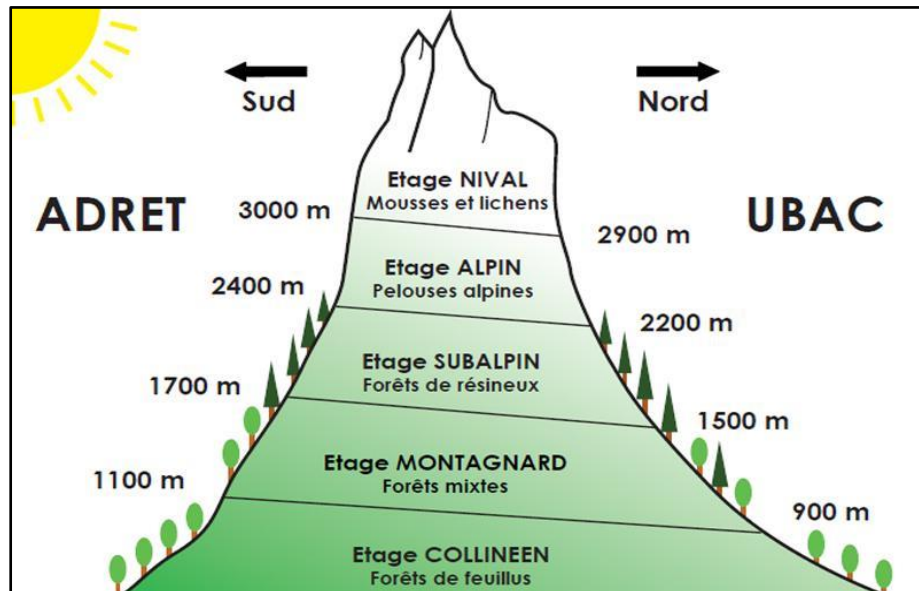 Sud
Nord
ADRET
UBAC
Etage NIVAL
Mousses et lichens
3000 m
2900 m
Etage ALPIN
Pelouses alpines
2400 m
2200 m
Etage SUBALPIN
Forêts de résineux
1700 m
1500 m
Etage MONTAGNARD
Forêts mixtes
1100 m
900 m
Etage COLLINEEN
Forêts de feuillus